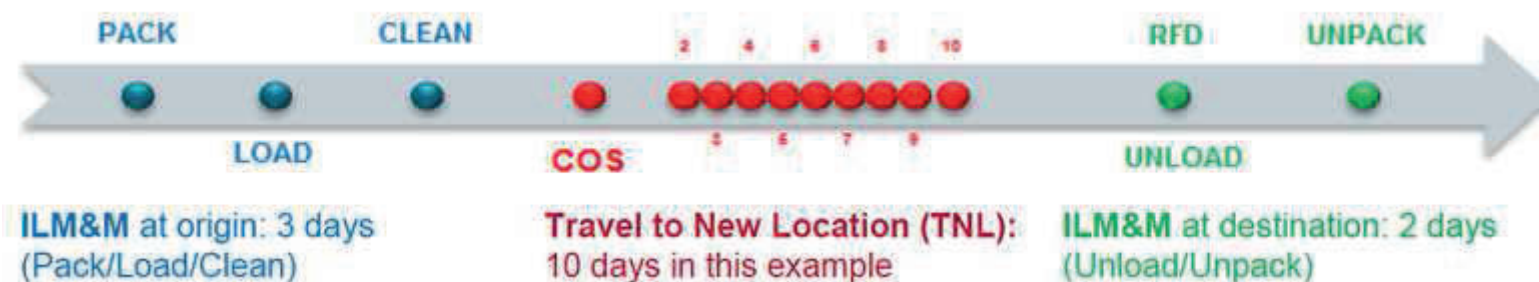 PACK CLEAN 2 4 6 8 10 RFD UNPACK
LOAD COS 3 5 7 9 UNLOAD
ILM&M at origin: 3 days
(Pack/Load/Clean)
Travel to New Location (TNL):
10 days in this example
ILM&M at destination: 2 days
(Unload/Unpack)